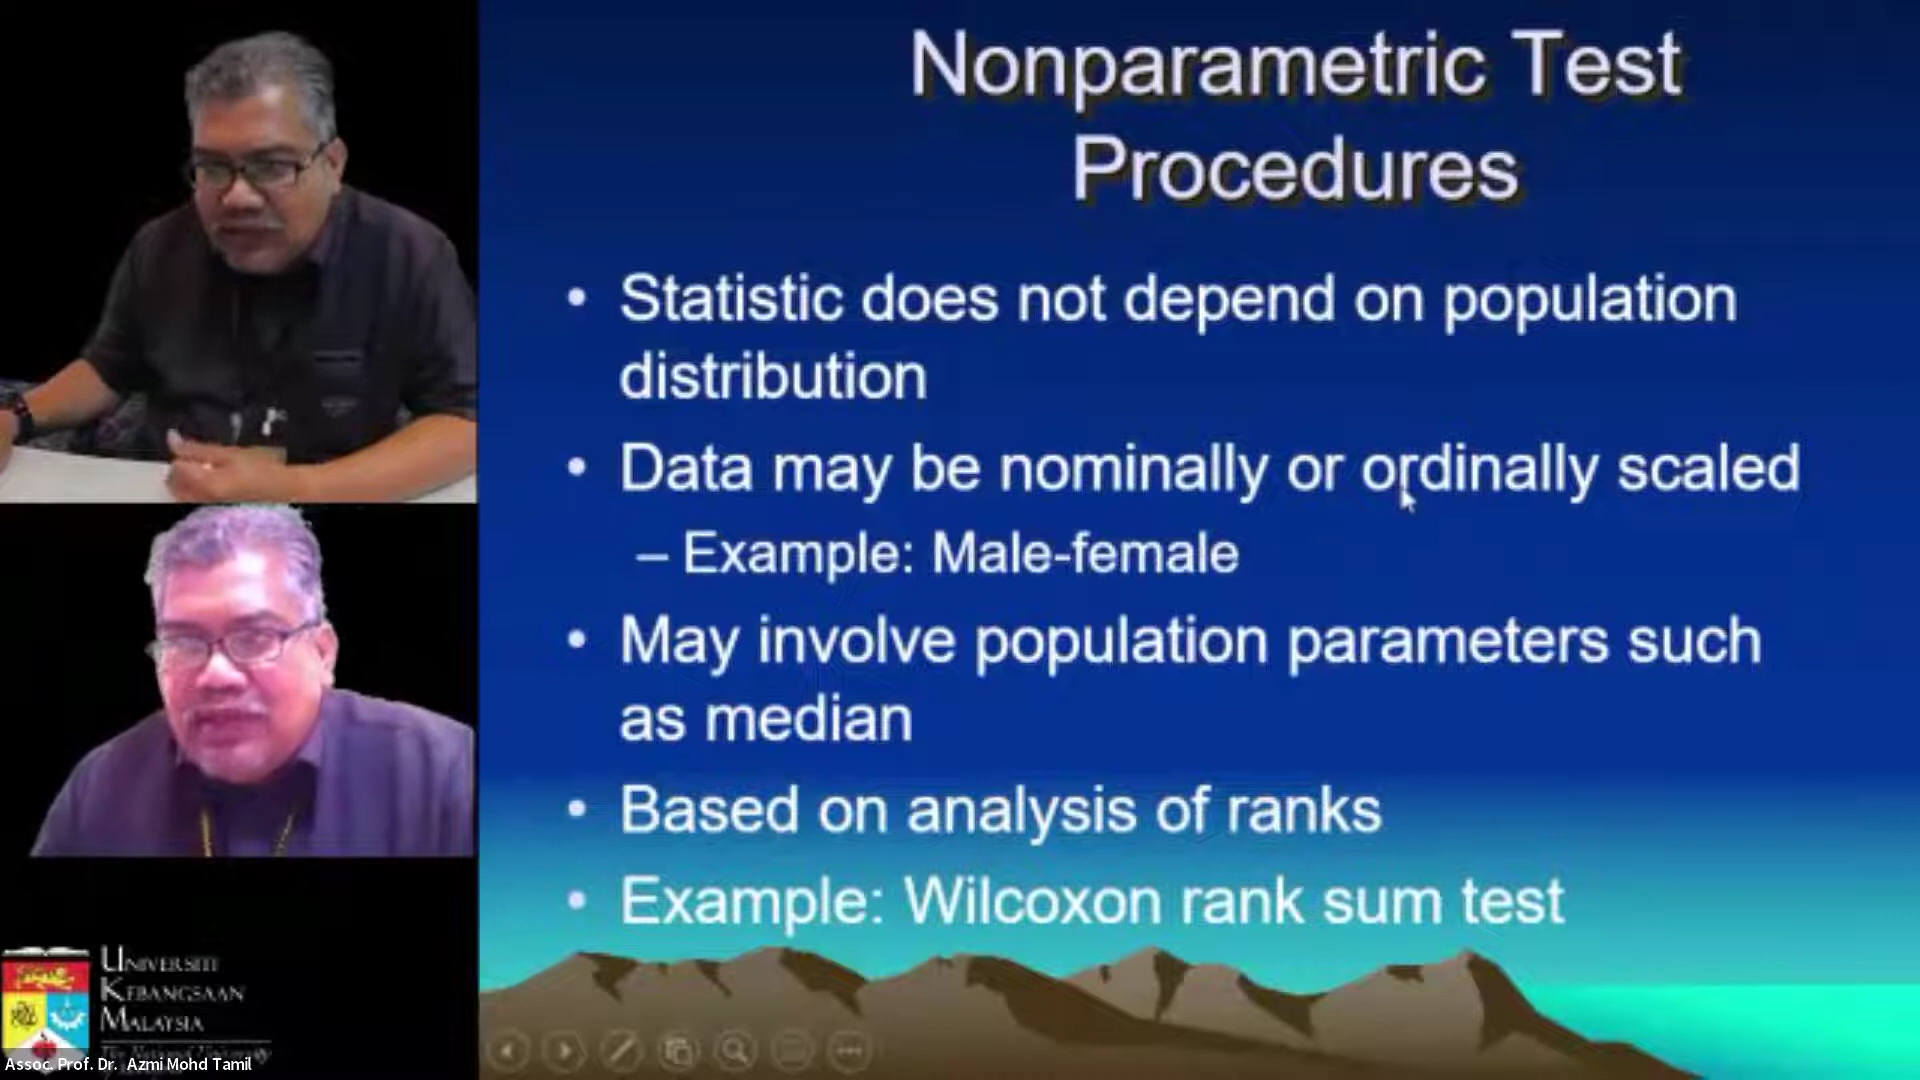 Nonparametric Test
Procedures
• Statistic does not depend on population
distribution
• Data may be nominally or ordinally scaled
– Example: Male-female
• May involve population parameters such
as median
• Based on analysis of ranks
• Example: Wilcoxon rank sum test
UNIVERSITI
KEBANGSAAN
MALAYSIA
Assoc. Prof. Dr. Azmi Mohd Tamil